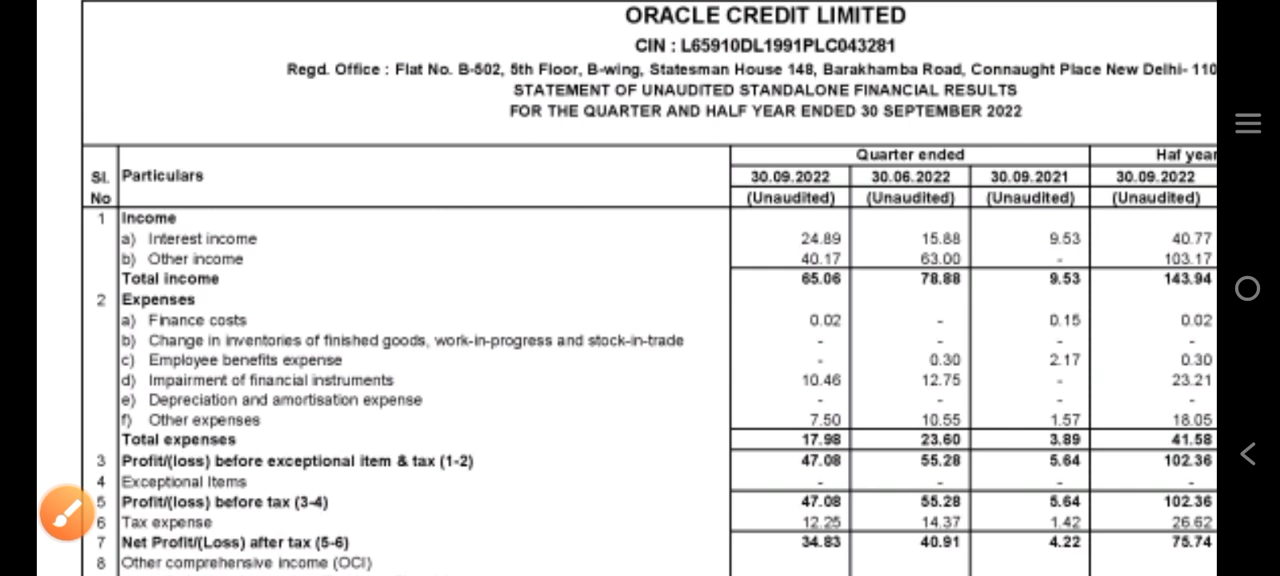 ORACLE CREDIT LIMITED
CIN : L65910DL1991PLC043281
Regd. Office : Flat No. B-502, 5th Floor, B-wing, Statesman House 148, Barakhamba Road, Connaught Place New Delhi- 110
STATEMENT OF UNAUDITED STANDALONE FINANCIAL RESULTS
FOR THE QUARTER AND HALF YEAR ENDED 30 SEPTEMBER 2022
Sl. No Particulars Quarter ended Haf year
30.09.2022 30.06.2022 30.09.2021 30.09.2022
(Unaudited) (Unaudited) (Unaudited) (Unaudited)
1 Income
a) Interest income 24.89 15.88 9.53 40.77
b) Other income 40.17 63.00 - 103.17
Total income 65.06 78.88 9.53 143.94
2 Expenses
a) Finance costs 0.02 - 0.15 0.02
b) Change in inventories of finished goods, work-in-progress and stock-in-trade - - - -
c) Employee benefits expense - 0.30 2.17 0.30
d) Impairment of financial instruments 10.46 12.75 - 23.21
e) Depreciation and amortisation expense - - - -
f) Other expenses 7.50 10.55 1.57 18.05
Total expenses 17.98 23.60 3.89 41.58
3 Profit/(loss) before exceptional item & tax (1-2) 47.08 55.28 5.64 102.36
4 Exceptional Items - - - -
5 Profit/(loss) before tax (3-4) 47.08 55.28 5.64 102.36
6 Tax expense 12.25 14.37 1.42 26.62
7 Net Profit/(Loss) after tax (5-6) 34.83 40.91 4.22 75.74
8 Other comprehensive income (OCI)